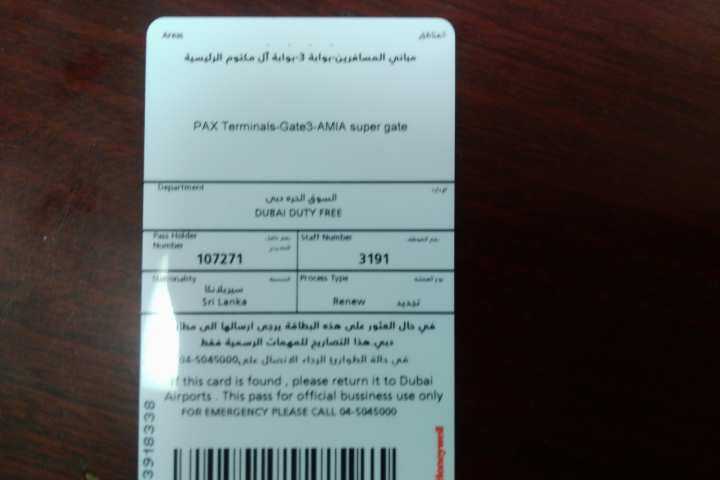 Areas المناطق
مباني المسافرين-بوابة 3-بوابة آل مكتوم الرئيسية
PAX Terminals-Gate3-AMIA super gate
Department الإدارة
السوق الحره دبي
DUBAI DUTY FREE
Pass Holder Number
107271
Staff Number رقم الموظف
3191
Nationality الجنسية
سيريلانكا
Sri Lanka
Process Type نوع العملية
Renew تجديد
في حال العثور على هذه البطاقة يرجى ارسالها الى
دبي هذا التصاريح للمهمات الرسمية فقط
في حالة الطوارئ الرجاء الاتصال على 04-5045000
If this card is found , please return it to Dubai
Airports . This pass for official bussiness use only
FOR EMERGENCY PLEASE CALL 04-5045000
3918338
Honeywell